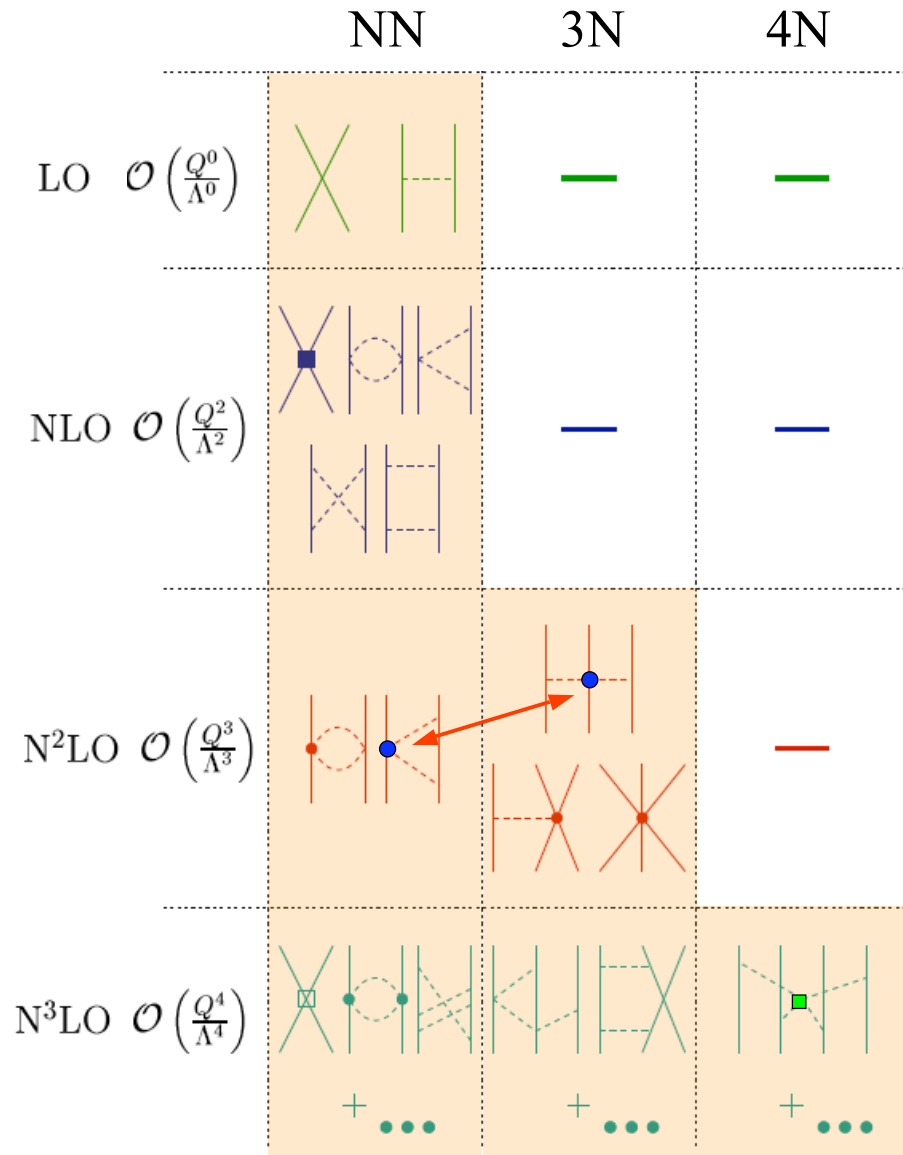 NN 3N 4N
LO 𝒪(Q⁰/Λ⁰)
NLO 𝒪(Q²/Λ²)
N²LO 𝒪(Q³/Λ³)
N³LO 𝒪(Q⁴/Λ⁴)
+ ••• + ••• + •••